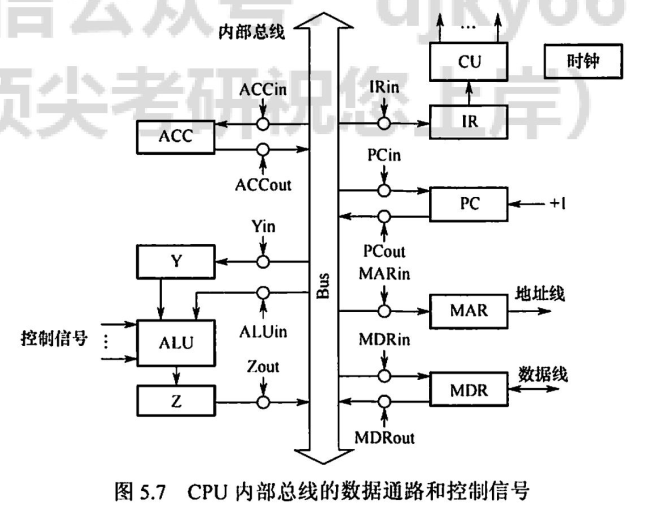 信公众号 djky66
顶尖考研祝您上岸）
内部总线
...
CU
时钟
ACCin
IRin
ACC
IR
ACCout
PCin
PC
+1
Yin
PCout
Y
MARin
Bus
MAR
地址线
控制信号
ALU
ALUin
MDRin
Zout
Z
MDR
数据线
MDRout
图 5.7 CPU 内部总线的数据通路和控制信号